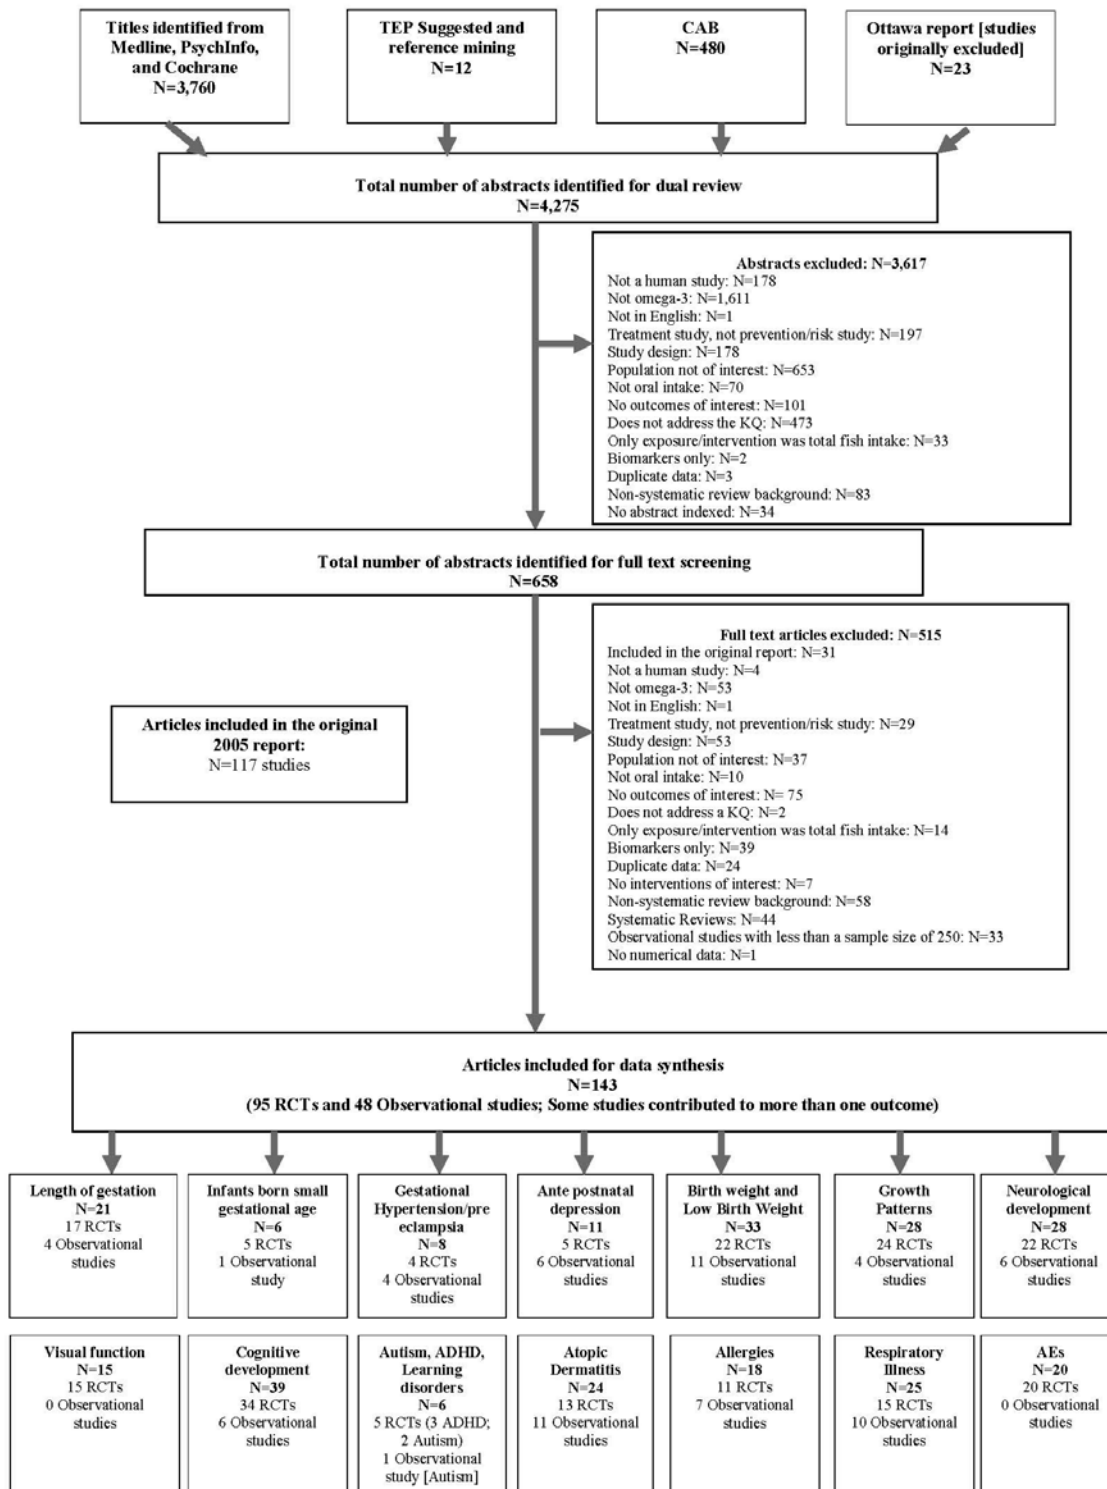 Titles identified from
Medline, PsychInfo,
and Cochrane
N=3,760
TEP Suggested and
reference mining
N=12
CAB
N=480
Ottawa report [studies
originally excluded]
N=23
Total number of abstracts identified for dual review
N=4,275
Abstracts excluded: N=3,617
Not a human study: N=178
Not omega-3: N=1,611
Not in English: N=1
Treatment study, not prevention/risk study: N=197
Study design: N=178
Population not of interest: N=653
Not oral intake: N=70
No outcomes of interest: N=101
Does not address the KQ: N=473
Only exposure/intervention was total fish intake: N=33
Biomarkers only: N=2
Duplicate data: N=3
Non-systematic review background: N=83
No abstract indexed: N=34
Total number of abstracts identified for full text screening
N=658
Full text articles excluded: N=515
Included in the original report: N=31
Not a human study: N=4
Not omega-3: N=53
Not in English: N=1
Treatment study, not prevention/risk study: N=29
Study design: N=53
Population not of interest: N=37
Not oral intake: N=10
No outcomes of interest: N= 75
Does not address a KQ: N=2
Only exposure/intervention was total fish intake: N=14
Biomarkers only: N=39
Duplicate data: N=24
No interventions of interest: N=7
Non-systematic review background: N=58
Systematic Reviews: N=44
Observational studies with less than a sample size of 250: N=33
No numerical data: N=1
Articles included in the original
2005 report:
N=117 studies
Articles included for data synthesis
N=143
(95 RCTs and 48 Observational studies; Some studies contributed to more than one outcome)
Length of gestation
N=21
17 RCTs
4 Observational
studies
Infants born small
gestational age
N=6
5 RCTs
1 Observational
study
Gestational
Hypertension/pre
eclampsia
N=8
4 RCTs
4 Observational
studies
Ante postnatal
depression
N=11
5 RCTs
6 Observational
studies
Birth weight and
Low Birth Weight
N=33
22 RCTs
11 Observational
studies
Growth
Patterns
N=28
24 RCTs
4 Observational
studies
Neurological
development
N=28
22 RCTs
6 Observational
studies
Visual function
N=15
15 RCTs
0 Observational
studies
Cognitive
development
N=39
34 RCTs
6 Observational
studies
Autism, ADHD,
Learning
disorders
N=6
5 RCTs (3 ADHD;
2 Autism)
1 Observational
study [Autism]
Atopic
Dermatitis
N=24
13 RCTs
11 Observational
studies
Allergies
N=18
11 RCTs
7 Observational
studies
Respiratory
Illness
N=25
15 RCTs
10 Observational
studies
AEs
N=20
20 RCTs
0 Observational
studies